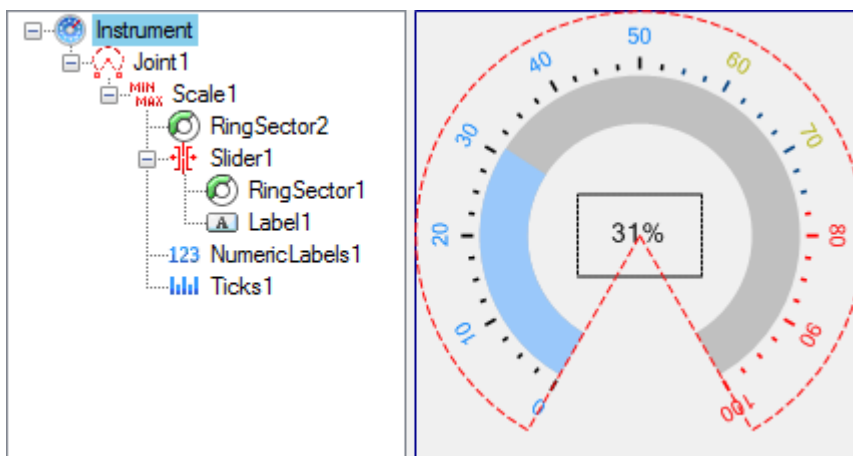 Instrument
Joint1
MIN
MAX Scale1
RingSector2
Slider1
RingSector1
A Label1
123 NumericLabels1
Ticks1
50
40
60
30
70
31%
20
80
10
90
0
100